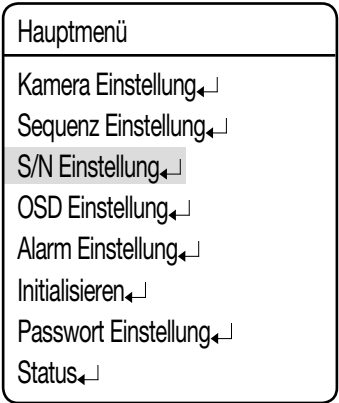 Hauptmenü
Kamera Einstellung↵
Sequenz Einstellung↵
S/N Einstellung↵
OSD Einstellung↵
Alarm Einstellung↵
Initialisieren↵
Passwort Einstellung↵
Status↵